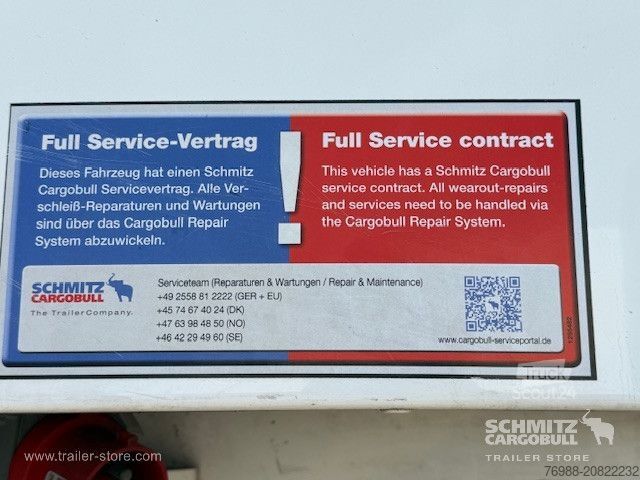 Full Service-Vertrag
Dieses Fahrzeug hat einen Schmitz
Cargobull Servicevertrag. Alle Ver-
schleiß-Reparaturen und Wartungen
sind über das Cargobull Repair
System abzuwickeln.
!
Full Service contract
This vehicle has a Schmitz Cargobull
service contract. All wearout-repairs
and services need to be handled via
the Cargobull Repair System.
SCHMITZ
CARGOBULL
The TrailerCompany.
Serviceteam (Reparaturen & Wartungen / Repair & Maintenance)
+49 2558 81 2222 (GER + EU)
+45 74 67 40 24 (DK)
+47 63 98 48 50 (NO)
+46 42 29 49 60 (SE)
www.cargobull-serviceportal.de
Truck
SCOUT24
SCHMITZ
CARGOBULL
TRAILER STORE
www.trailer-store.com
76988-20822232